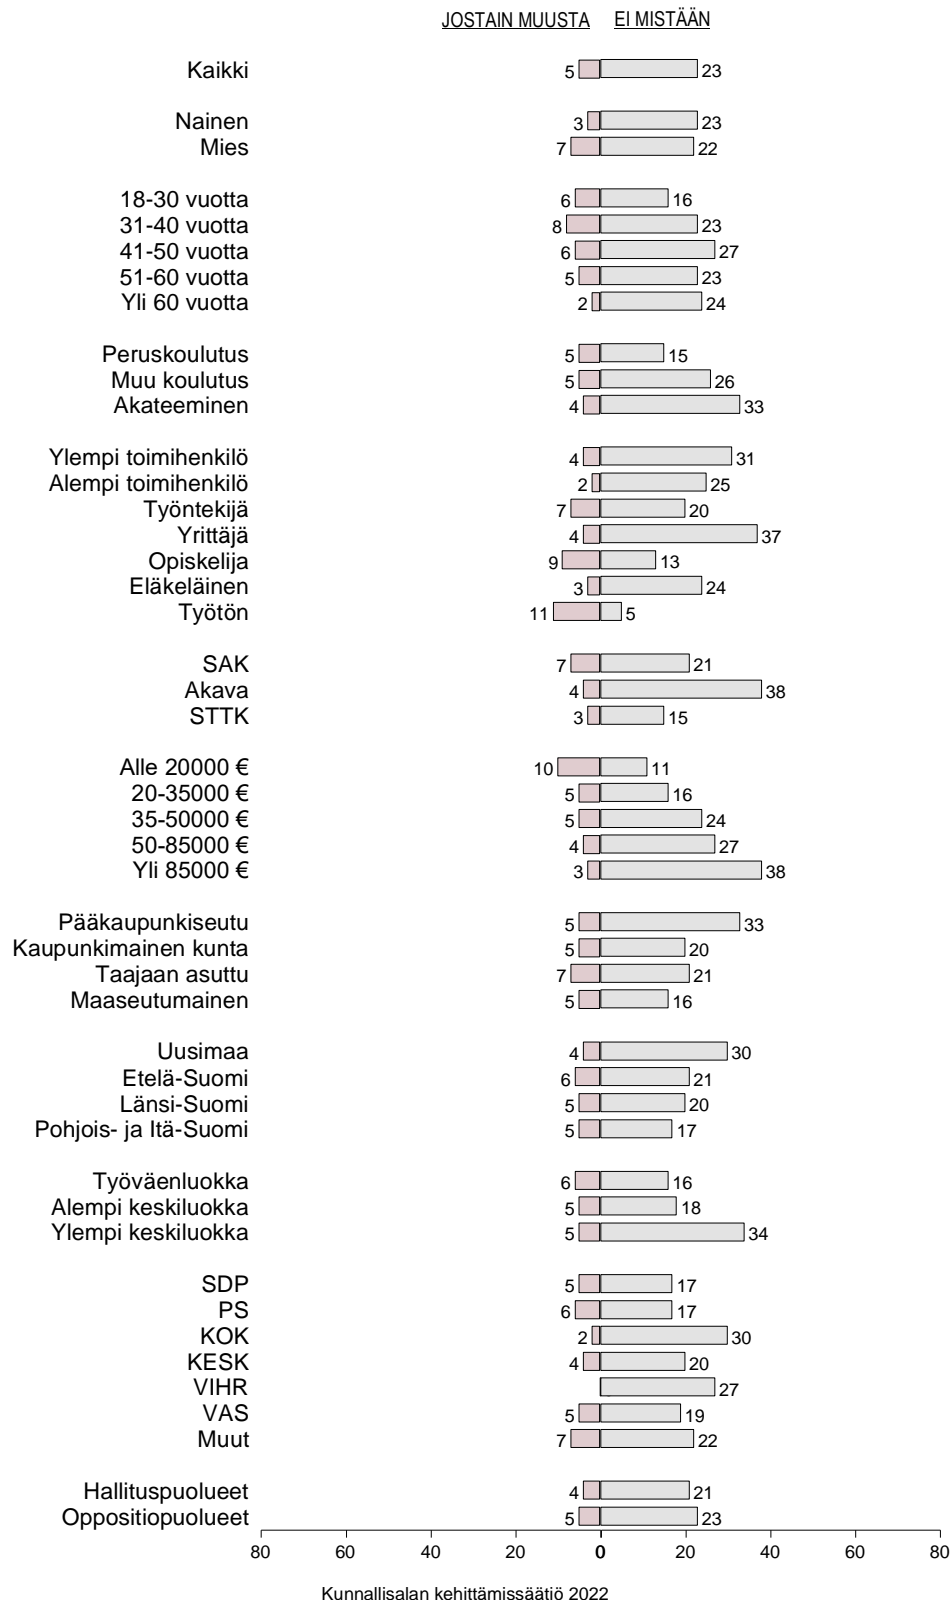 JOSTAIN MUUSTA EI MISTÄÄN
Kaikki 5 23
Nainen 3 23
Mies 7 22
18-30 vuotta 6 16
31-40 vuotta 8 23
41-50 vuotta 6 27
51-60 vuotta 5 23
Yli 60 vuotta 2 24
Peruskoulutus 5 15
Muu koulutus 5 26
Akateeminen 4 33
Ylempi toimihenkilö 4 31
Alempi toimihenkilö 2 25
Työntekijä 7 20
Yrittäjä 4 37
Opiskelija 9 13
Eläkeläinen 3 24
Työtön 11 5
SAK 7 21
Akava 4 38
STTK 3 15
Alle 20000 € 10 11
20-35000 € 5 16
35-50000 € 5 24
50-85000 € 4 27
Yli 85000 € 3 38
Pääkaupunkiseutu 5 33
Kaupunkimainen kunta 5 20
Taajaan asuttu 7 21
Maaseutumainen 5 16
Uusimaa 4 30
Etelä-Suomi 6 21
Länsi-Suomi 5 20
Pohjois- ja Itä-Suomi 5 17
Työväenluokka 6 16
Alempi keskiluokka 5 18
Ylempi keskiluokka 5 34
SDP 5 17
PS 6 17
KOK 2 30
KESK 4 20
VIHR 27
VAS 5 19
Muut 7 22
Hallituspuolueet 4 21
Oppositiopuolueet 5 23
80 60 40 20 0 20 40 60 80
Kunnallisalan kehittämissäätiö 2022